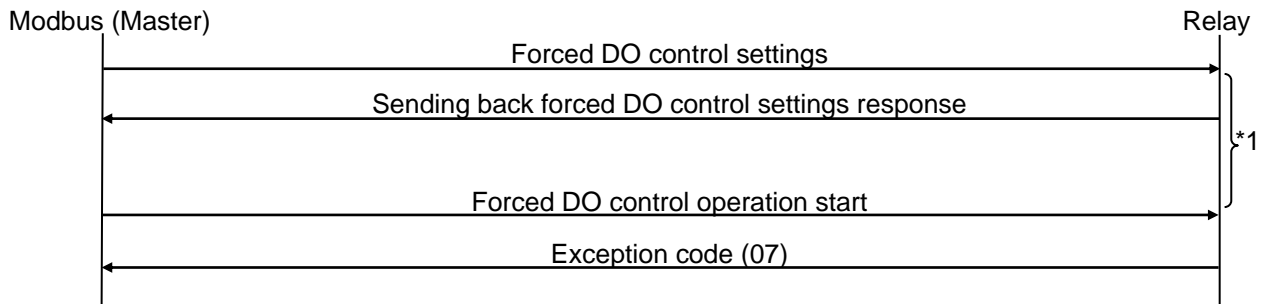 Modbus (Master)
Relay
Forced DO control settings
Sending back forced DO control settings response
*1
Forced DO control operation start
Exception code (07)